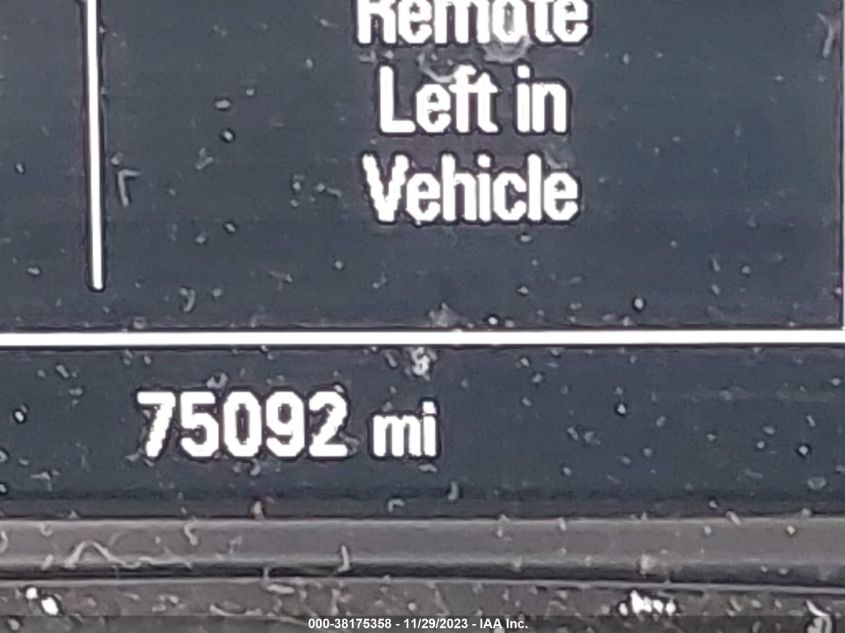 Remote
Left in
Vehicle
75092 mi
000-38175358 - 11/29/2023 - IAA Inc.